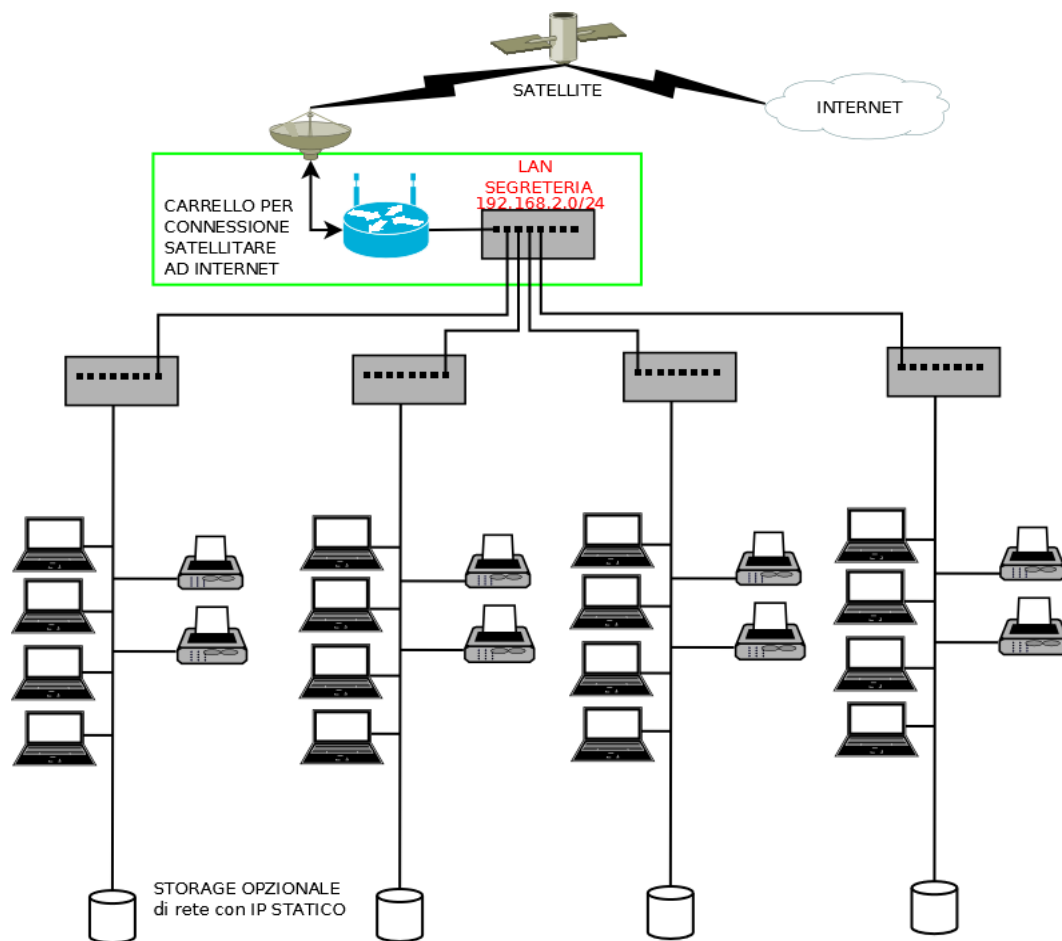 SATELLITE
INTERNET
LAN
SEGRETERIA
192.168.2.0/24
CARRELLO PER
CONNESSIONE
SATELLITARE
AD INTERNET
STORAGE OPZIONALE
di rete con IP STATICO